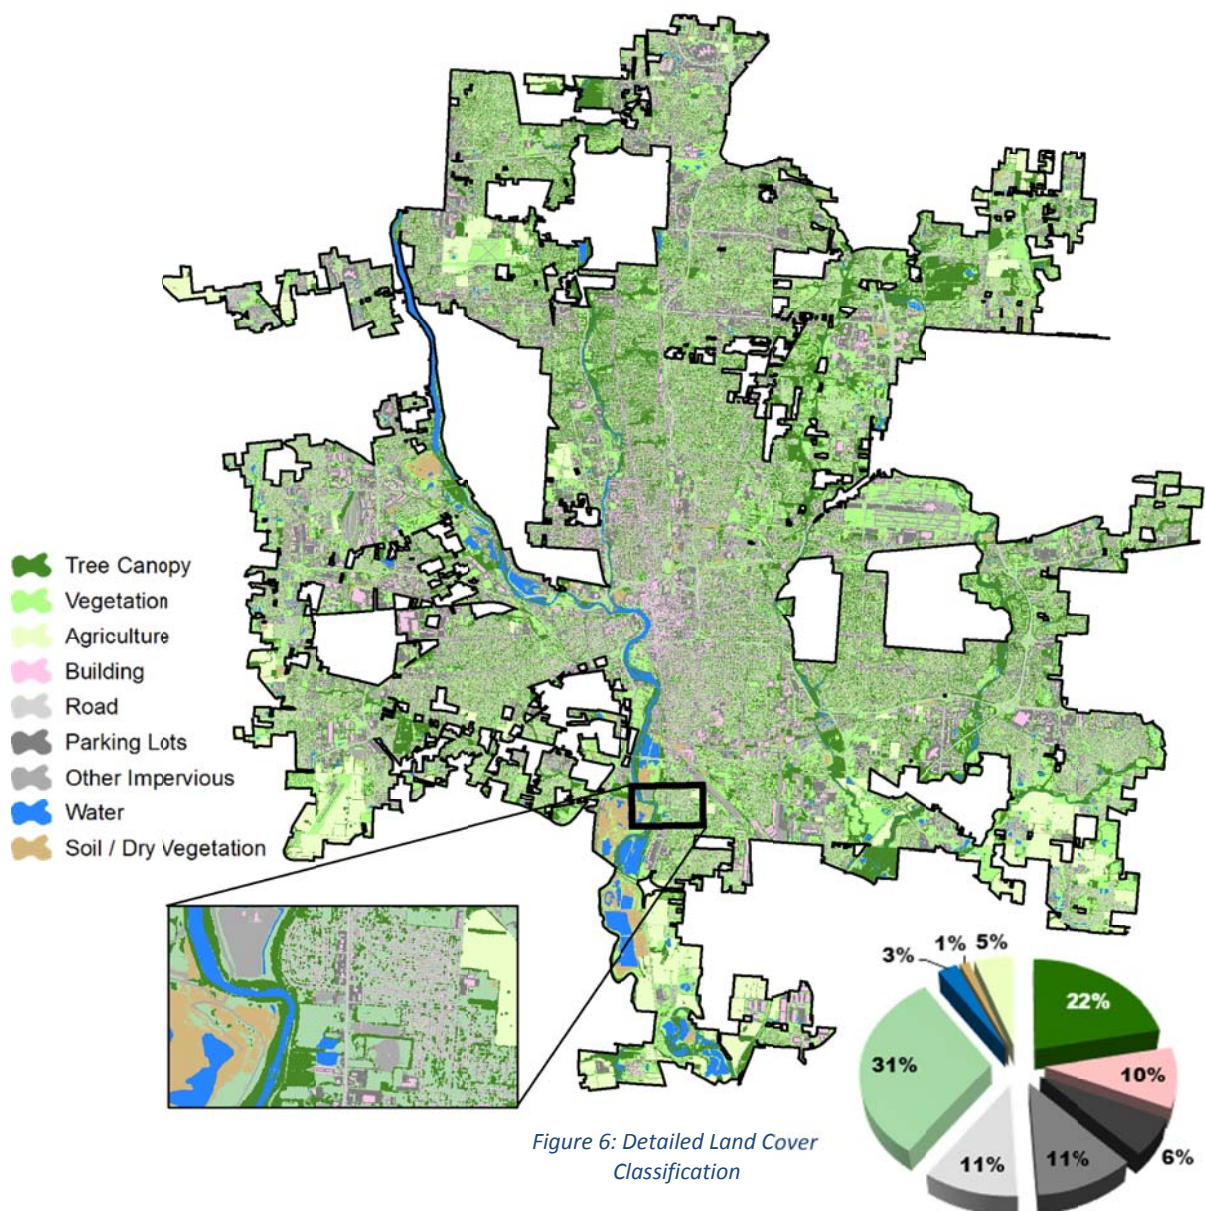 Tree Canopy
Vegetation
Agriculture
Building
Road
Parking Lots
Other Impervious
Water
Soil / Dry Vegetation
3%
1%
5%
22%
31%
10%
11%
11%
6%
Figure 6: Detailed Land Cover
Classification